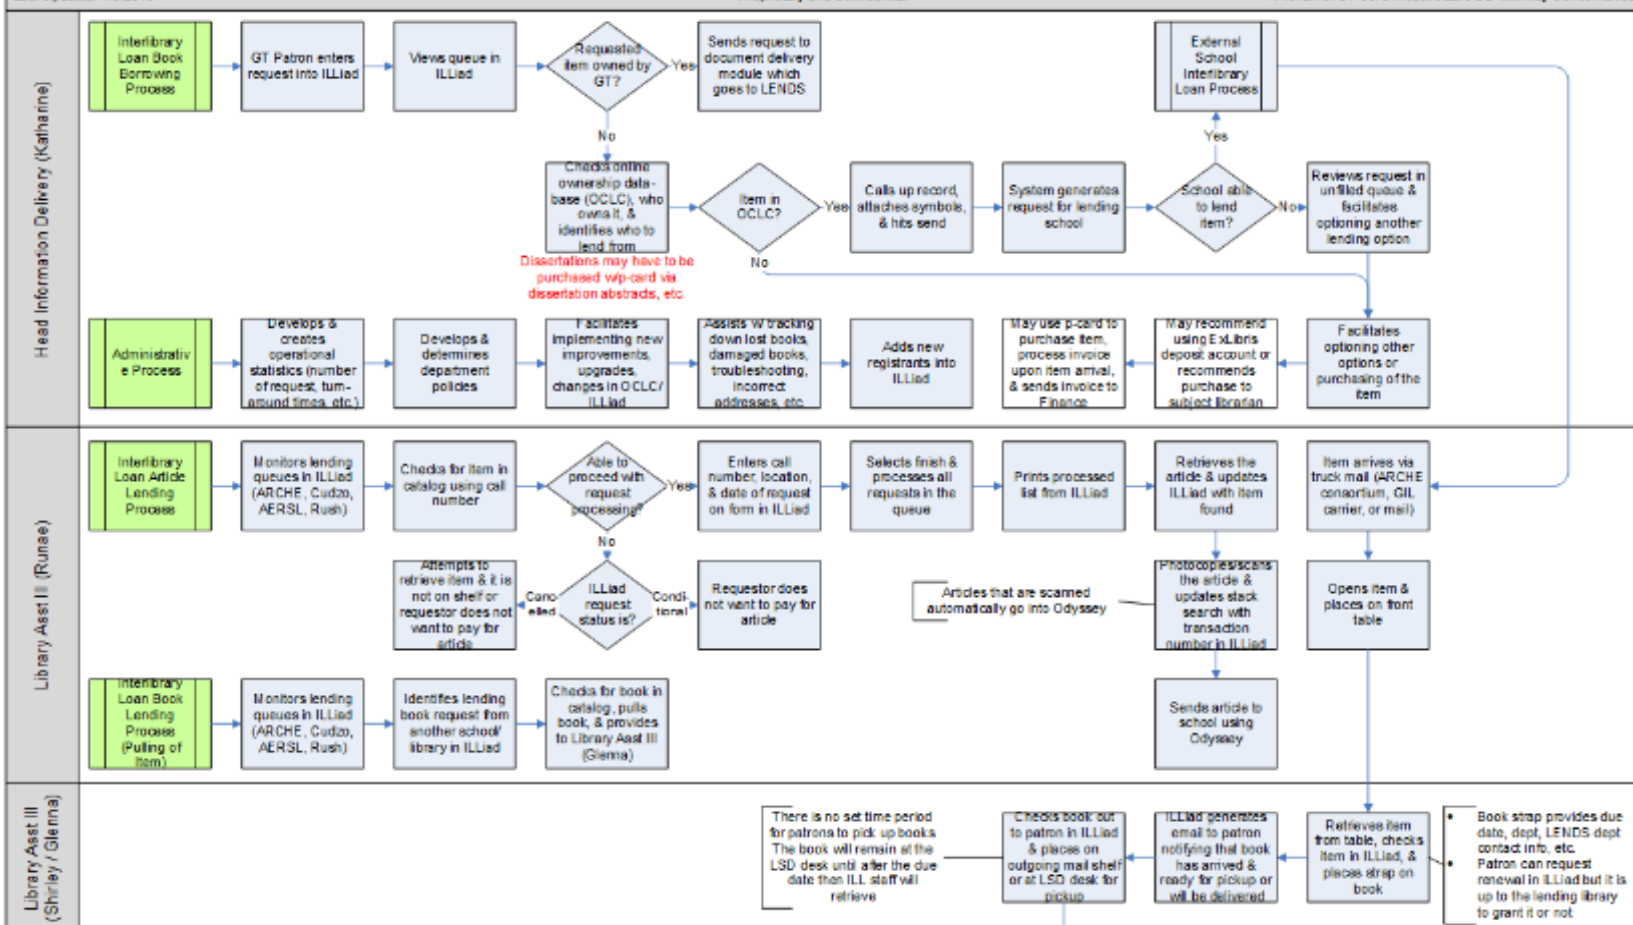 Head Information Delivery (Katharine)
Interlibrary
Loan Book
Borrowing
Process
GT Patron enters
request into ILLiad
Views queue in
ILLiad
Requested
item owned by
GT?
Yes
Sends request to
document delivery
module which
goes to LENDS
External
School
Interlibrary
Loan Process
No
Yes
Checks online
ownership data-
base (OCLC), who
owns it, &
identifies who to
lend from
Item in
OCLC?
Yes
Calls up record,
attaches symbols,
& hits send
System generates
request for lending
school
School able
to lend
item?
No
Reviews request in
unfilled queue &
facilitates
optioning another
lending option
No
Dissertations may have to be
purchased w/p-card via
dissertation abstracts, etc.
Administrativ
e Process
Develops &
creates
operational
statistics (number
of request, turn-
around times, etc.)
Develops &
determines
department
policies
Facilitates
implementing new
improvements,
upgrades,
changes in OCLC/
ILLiad
Assists w tracking
down lost books,
damaged books,
troubleshooting,
incorrect
addresses, etc
Adds new
registrants into
ILLiad
May use p-card to
purchase item,
process invoice
upon item arrival,
& sends invoice to
Finance
May recommend
using ExLibris
deposit account or
recommends
purchase to
subject librarian
Facilitates
optioning other
options or
purchasing of the
item
Library Asst III (Runae)
Interlibrary
Loan Article
Lending
Process
Monitors lending
queues in ILLiad
(ARCHE, Cudzo,
AERSL, Rush)
Checks for item in
catalog using call
number
Able to
proceed with
request
processing?
Yes
Enters call
number, location,
& date of request
on form in ILLiad
Selects finish &
processes all
requests in the
queue
Prints processed
list from ILLiad
Retrieves the
article & updates
ILLiad with item
found
Item arrives via
truck mail (ARCHE
consortium, GIL
carrier, or mail)
No
Attempts to
retrieve item & it is
not on shelf or
requestor does not
want to pay for
article
Canc-
elled
ILLiad
request
status is?
Condi-
tional
Requestor does
not want to pay for
article
Articles that are scanned
automatically go into Odyssey
Photocopies/scans
the article &
updates stack
search with
transaction
number in ILLiad
Opens item &
places on front
table
Interlibrary
Loan Book
Lending
Process
(Pulling of
Item)
Monitors lending
queues in ILLiad
(ARCHE, Cudzo,
AERSL, Rush)
Identifies lending
book request from
another school/
library in ILLiad
Checks for book in
catalog, pulls
book, & provides
to Library Asst III
(Glenna)
Sends article to
school using
Odyssey
Library Asst III
(Shirley / Glenna)
There is no set time period
for patrons to pick up books
The book will remain at the
LSD desk until after the due
date then ILL staff will
retrieve
Checks book out
to patron in ILLiad
& places on
outgoing mail shelf
or at LSD desk for
pickup
ILLiad generates
email to patron
notifying that book
has arrived &
ready for pickup or
will be delivered
Retrieves item
from table, checks
item in ILLiad, &
places strap on
book
• Book strap provides due
date, dept, LENDS dept
contact info, etc.
• Patron can request
renewal in ILLiad but it is
up to the lending library
to grant it or not